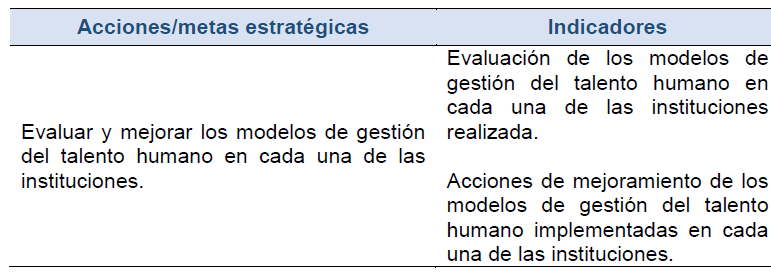 Acciones/metas estratégicas
Indicadores
Evaluar y mejorar los modelos de gestión
del talento humano en cada una de las
instituciones.
Evaluación de los modelos de
gestión del talento humano en
cada una de las instituciones
realizada.
Acciones de mejoramiento de los
modelos de gestión del talento
humano implementadas en cada
una de las instituciones.